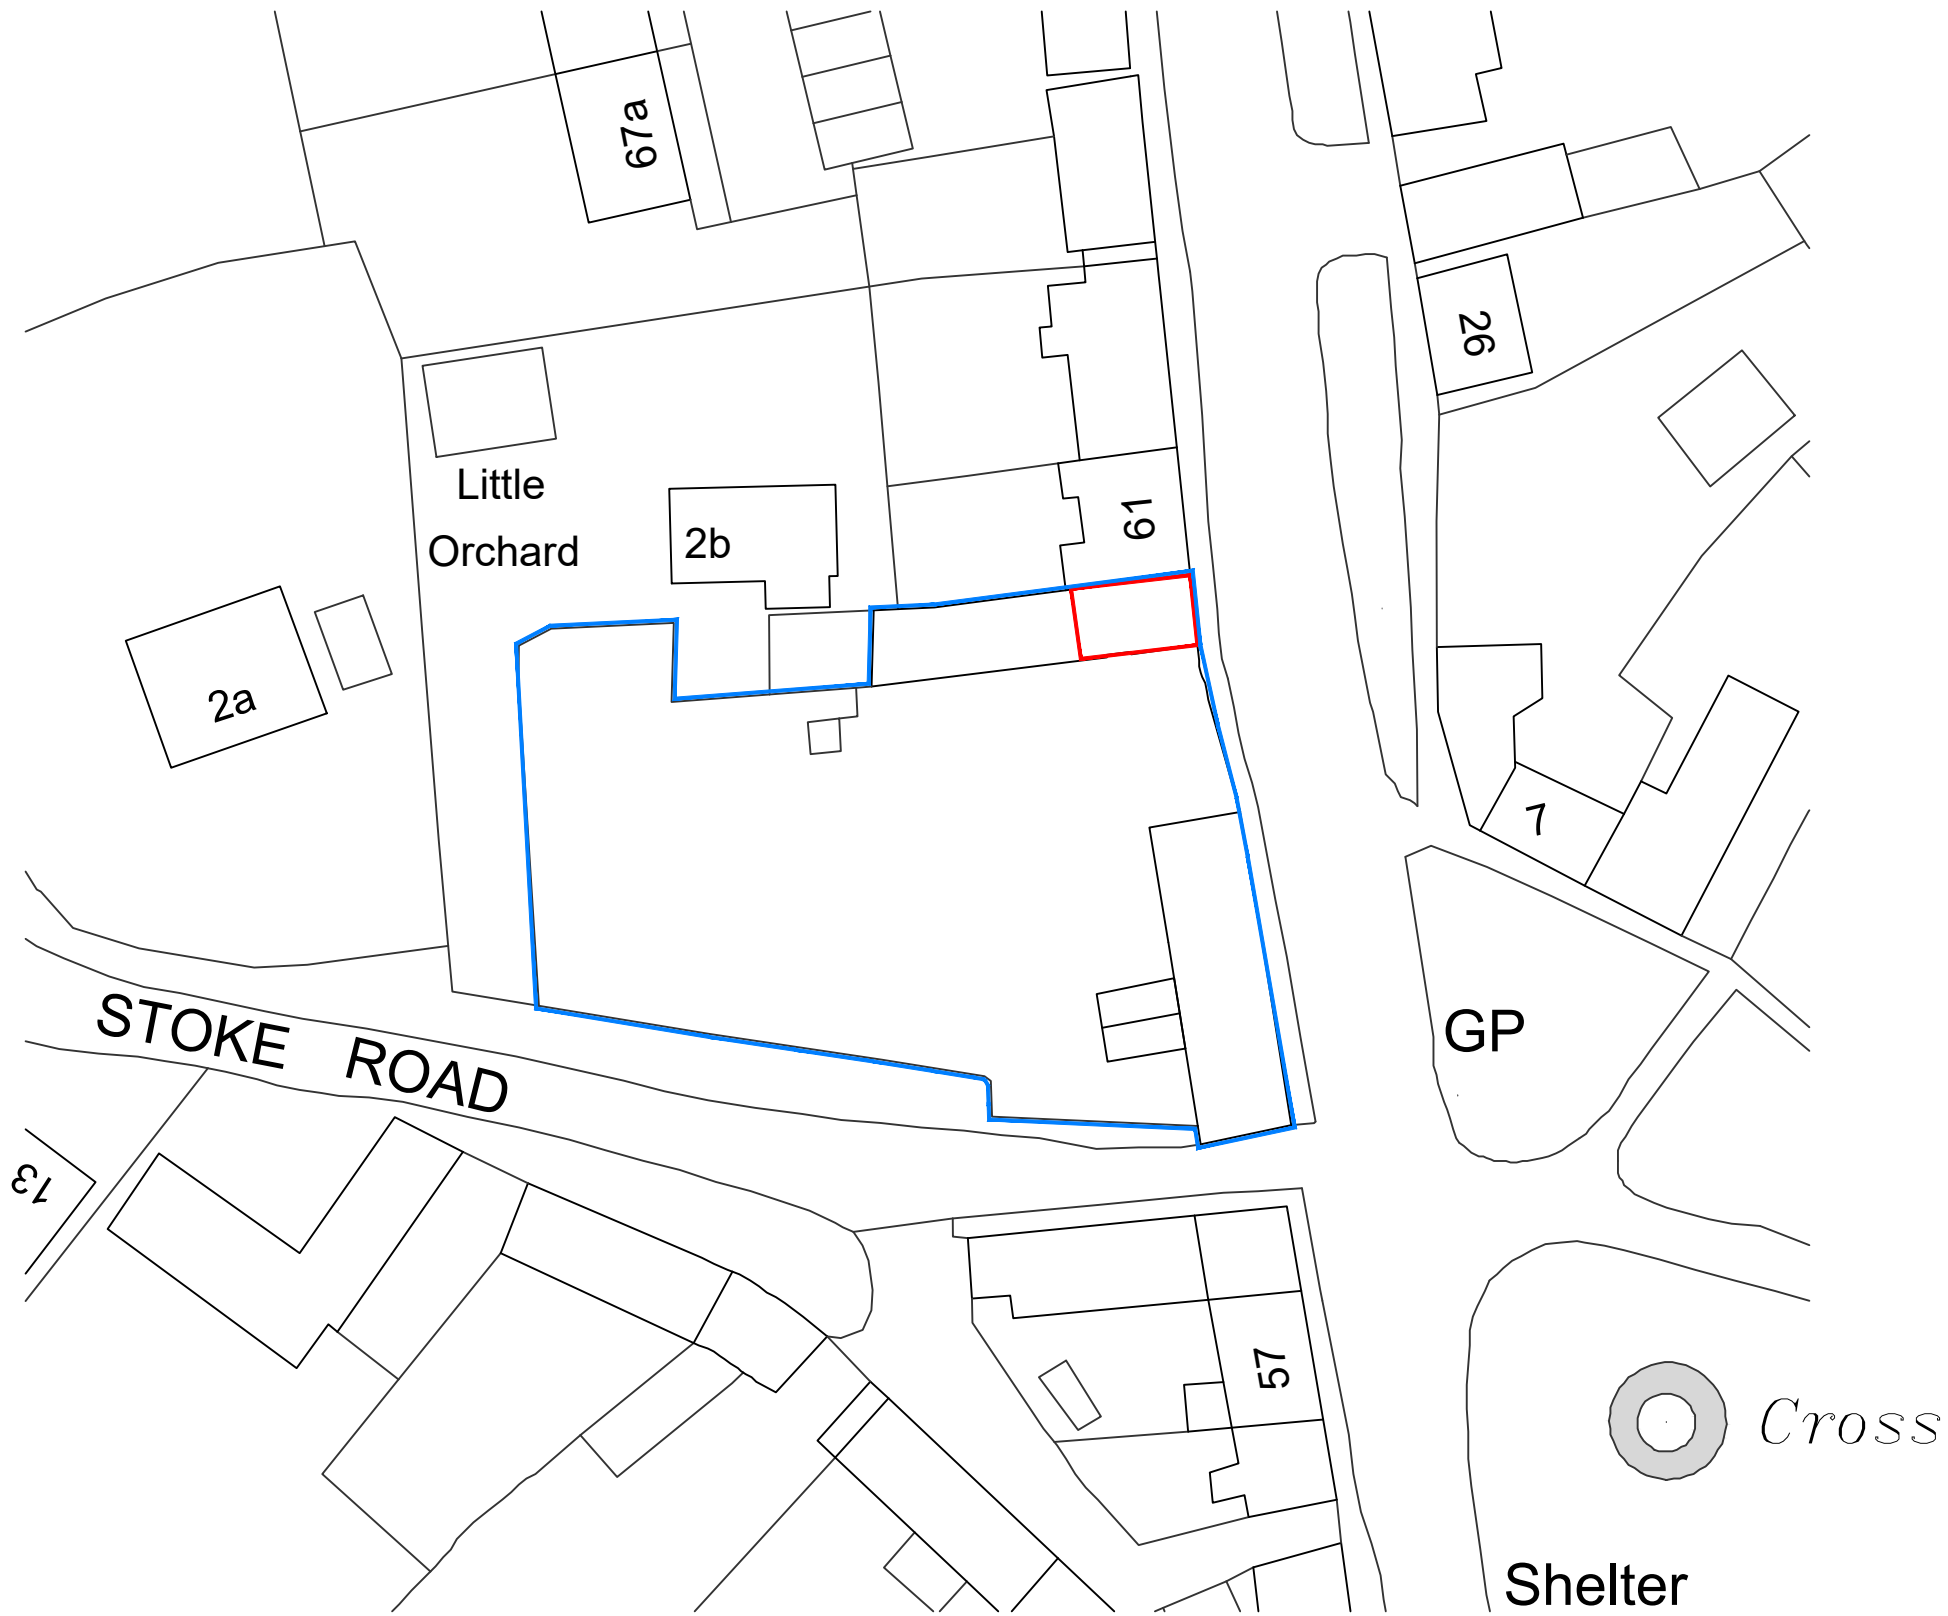 67a
26
Little
Orchard
2b
61
2a
7
STOKE ROAD
GP
13
57
Cross
Shelter